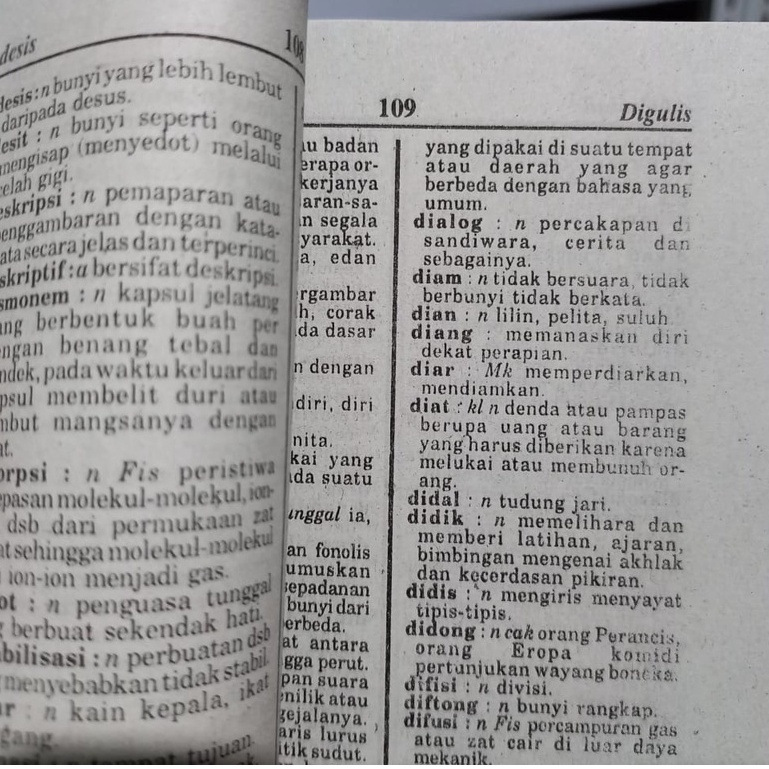 desis
108
desis : n bunyi yang lebih lembut
daripada desus.
esit : n bunyi seperti orang
mengisap (menyedot) melalui
celah gigi.
eskripsi : n pemaparan atau
enggambaran dengan kata-
ata secara jelas dan terperinci.
skriptif : a bersifat deskripsi.
smonem : n kapsul jelatang
ang berbentuk buah per
engan benang tebal dan
ndek, pada waktu keluar dari
psul membelit duri atau
mbut mangsanya dengan
at.
orpsi : n Fis peristiwa
epasan molekul-molekul, ion-
dsb dari permukaan zat
at sehingga molekul-molekul
ion-ion menjadi gas.
ot : n penguasa tunggal
berbuat sekendak hati.
abilisasi : n perbuatan dsb
menyebabkan tidak stabil.
ar : n kain kepala, ikat
gang.
n tempat tujuan.
109
Digulis
u badan
erapa or-
kerjanya
aran-sa-
n segala
yarakat.
a, edan
rgambar
h, corak
da dasar
n dengan
diri, diri
nita.
kai yang
da suatu
unggal ia,
an fonolis
umuskan
sepadanan
bunyi dari
erbeda.
at antara
gga perut.
pan suara
enilik atau
gejalanya.
aris lurus
itik sudut.
yang dipakai di suatu tempat
atau daerah yang agar
berbeda dengan bahasa yang
umum.
dialog : n percakapan di
sandiwara, cerita dan
sebagainya.
diam : n tidak bersuara, tidak
berbunyi tidak berkata.
dian : n lilin, pelita, suluh
diang : memanaskan diri
dekat perapian.
diar : Mk memperdiarkan,
mendiamkan.
diat : kl n denda atau pampas
berupa uang atau barang
yang harus diberikan karena
melukai atau membunuh or-
ang.
didal : n tudung jari.
didik : n memelihara dan
memberi latihan, ajaran,
bimbingan mengenai akhlak
dan kecerdasan pikiran.
didis : n mengiris menyayat
tipis-tipis.
didong : n cak orang Perancis,
orang Eropa komidi
pertunjukan wayang boneka.
difisi : n divisi.
diftong : n bunyi rangkap.
difusi : n Fis percampuran gas
atau zat cair di luar daya
mekanik.